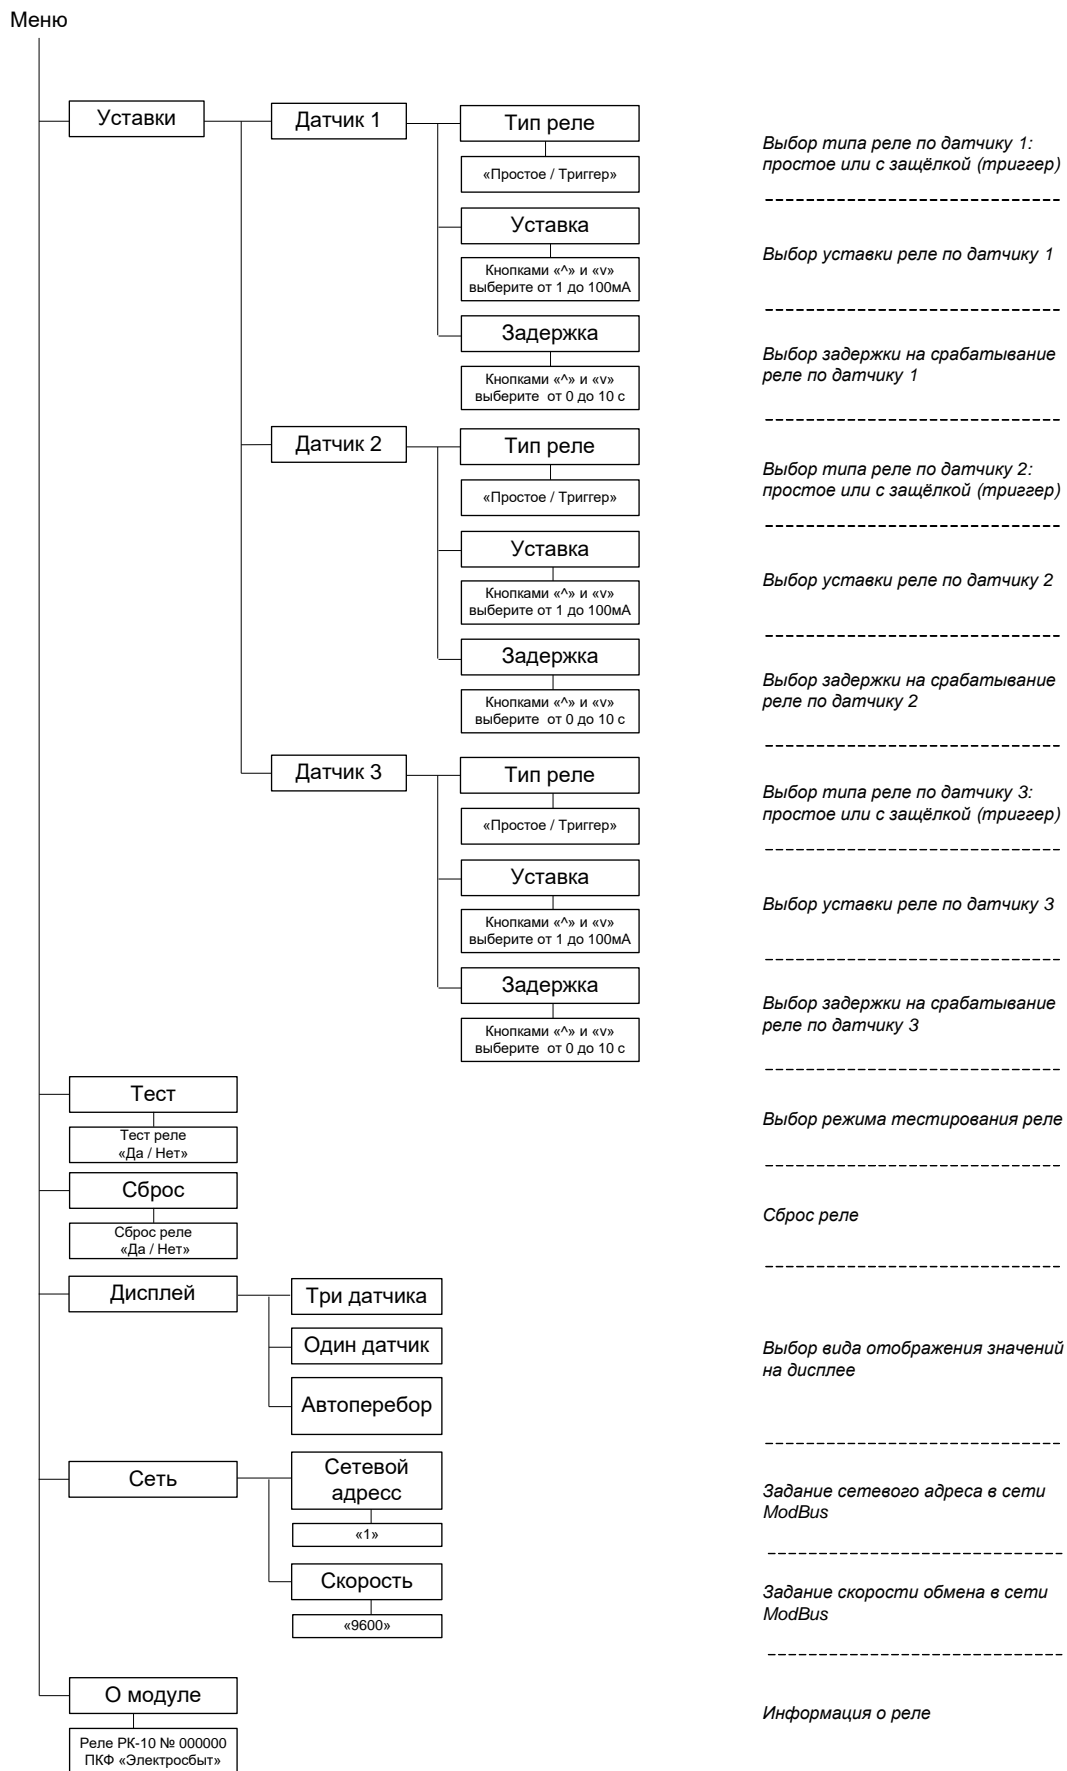 Меню
Уставки
Датчик 1
Тип реле
«Простое / Триггер»
Выбор типа реле по датчику 1:
простое или с защёлкой (триггер)
Уставка
Кнопками «^» и «v»
выберите от 1 до 100мА
Выбор уставки реле по датчику 1
Задержка
Кнопками «^» и «v»
выберите от 0 до 10 с
Выбор задержки на срабатывание
реле по датчику 1
Датчик 2
Тип реле
«Простое / Триггер»
Выбор типа реле по датчику 2:
простое или с защёлкой (триггер)
Уставка
Кнопками «^» и «v»
выберите от 1 до 100мА
Выбор уставки реле по датчику 2
Задержка
Кнопками «^» и «v»
выберите от 0 до 10 с
Выбор задержки на срабатывание
реле по датчику 2
Датчик 3
Тип реле
«Простое / Триггер»
Выбор типа реле по датчику 3:
простое или с защёлкой (триггер)
Уставка
Кнопками «^» и «v»
выберите от 1 до 100мА
Выбор уставки реле по датчику 3
Задержка
Кнопками «^» и «v»
выберите от 0 до 10 с
Выбор задержки на срабатывание
реле по датчику 3
Тест
Тест реле
«Да / Нет»
Выбор режима тестирования реле
Сброс
Сброс реле
«Да / Нет»
Сброс реле
Дисплей
Три датчика
Один датчик
Автоперебор
Выбор вида отображения значений
на дисплее
Сеть
Сетевой
адресс
«1»
Задание сетевого адреса в сети
ModBus
Скорость
«9600»
Задание скорости обмена в сети
ModBus
О модуле
Реле РК-10 № 000000
ПКФ «Электросбыт»
Информация о реле